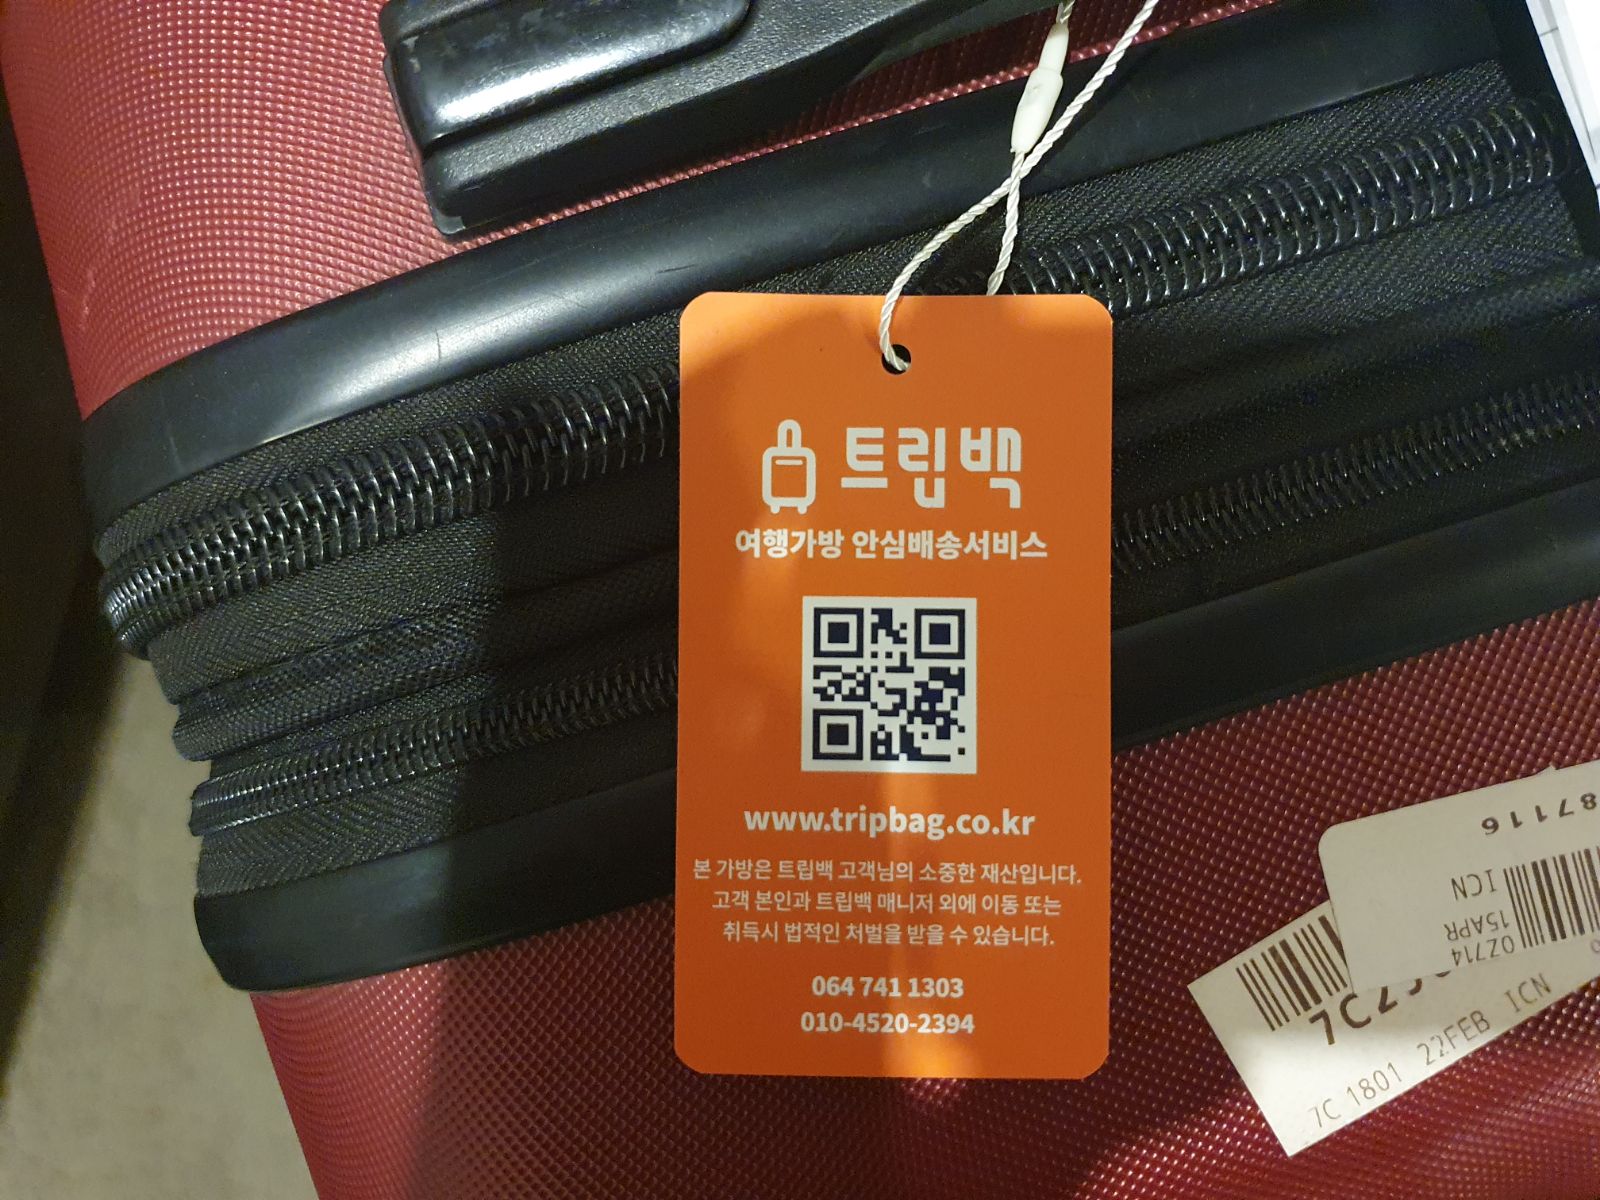 트립백
여행가방 안심배송서비스
www.tripbag.co.kr
본 가방은 트립백 고객님의 소중한 재산입니다.
고객 본인과 트립백 매니저 외에 이동 또는
취득시 법적인 처벌을 받을 수 있습니다.
064 741 1303
010-4520-2394
87116
ICN
15APR
OZ714
7C 1801 22FEB ICN